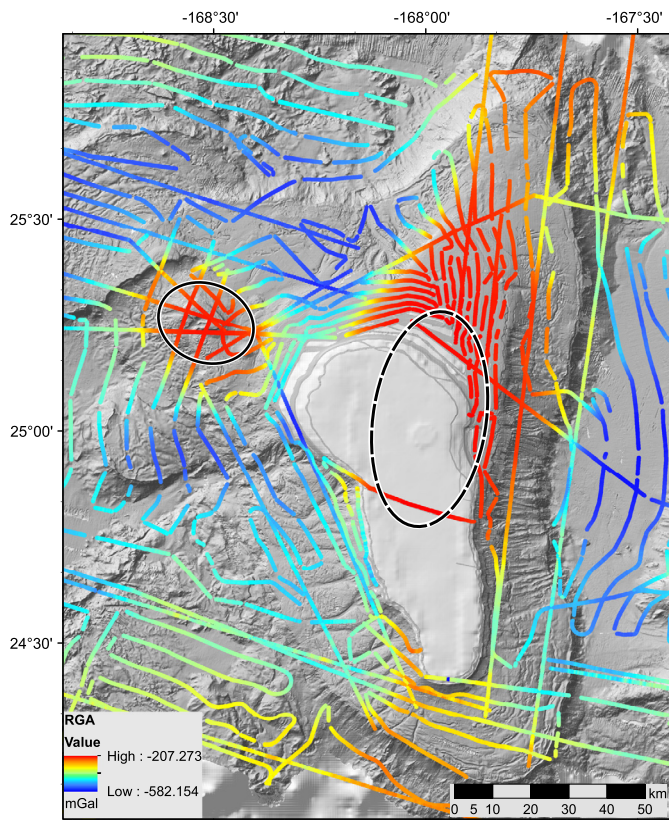 -168°30' -168°00' -167°30'
25°30'
25°00'
24°30'
RGA
Value
High : -207.273
Low : -582.154
mGal
km
0 5 10 20 30 40 50